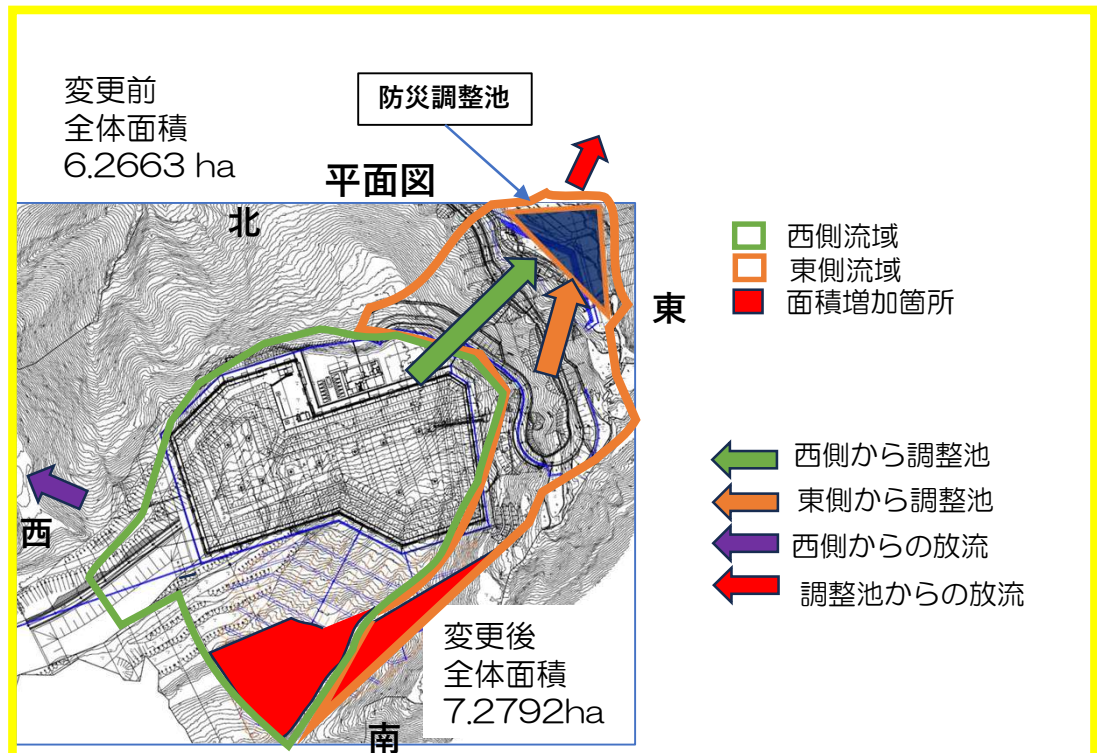 変更前
全体面積
6.2663 ha
防災調整池
平面図
北
東
西
南
西側流域
東側流域
面積増加箇所
西側から調整池
東側から調整池
西側からの放流
調整池からの放流
変更後
全体面積
7.2792ha